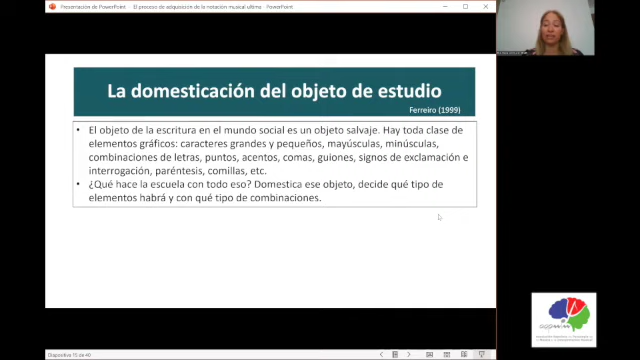 Presentación de PowerPoint - El proceso de adquisicion de la notación musical ultima - PowerPoint
La domesticación del objeto de estudio
Ferreiro (1999)
• El objeto de la escritura en el mundo social es un objeto salvaje. Hay toda clase de
elementos gráficos: caracteres grandes y pequeños, mayúsculas, minúsculas,
combinaciones de letras, puntos, acentos, comas, guiones, signos de exclamación e
interrogación, paréntesis, comillas, etc.
• ¿Qué hace la escuela con todo eso? Domestica ese objeto, decide qué tipo de
elementos habrá y con qué tipo de combinaciones.
Diapositiva 15 de 40